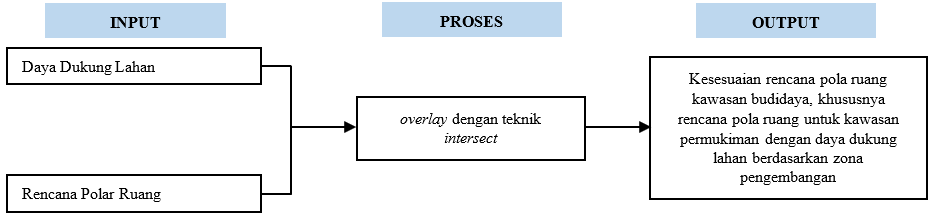 INPUT
PROSES
OUTPUT
Daya Dukung Lahan
Rencana Polar Ruang
overlay dengan teknik
intersect
Kesesuaian rencana pola ruang
kawasan budidaya, khususnya
rencana pola ruang untuk kawasan
permukiman dengan daya dukung
lahan berdasarkan zona
pengembangan